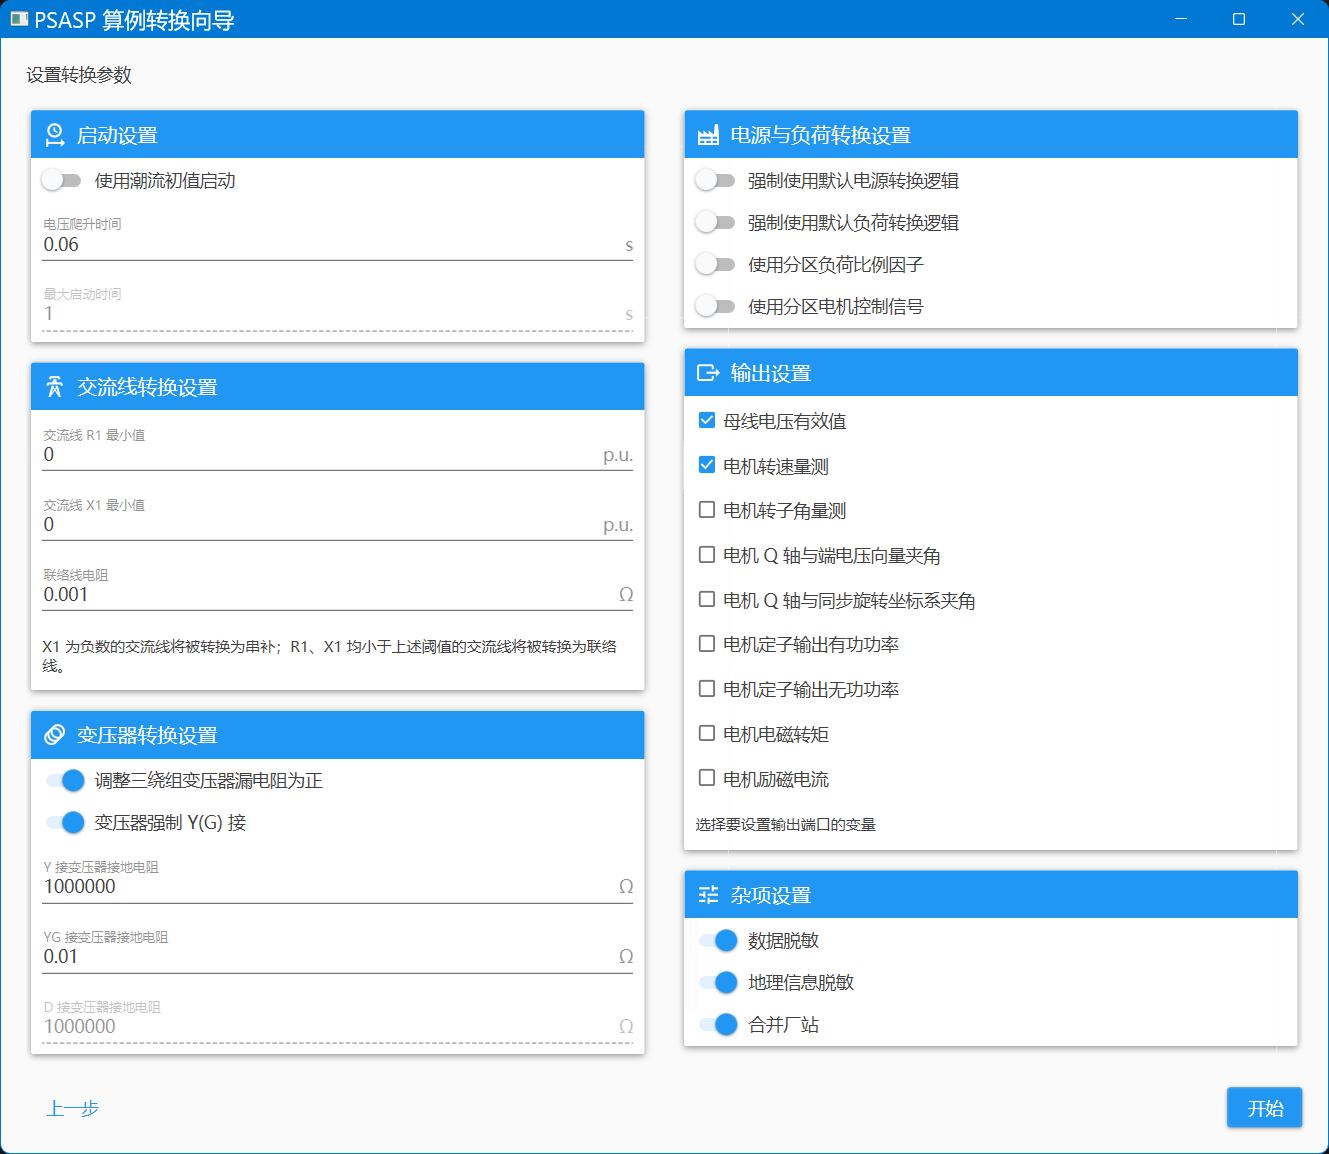 PSASP 算例转换向导
设置转换参数
启动设置
使用潮流初值启动
电压爬升时间
0.06 s
最大启动时间
1 s
交流线转换设置
交流线 R1 最小值
0 p.u.
交流线 X1 最小值
0 p.u.
联络线电阻
0.001 Ω
X1 为负数的交流线将被转换为串补；R1、X1 均小于上述阈值的交流线将被转换为联络
线。
变压器转换设置
调整三绕组变压器漏电阻为正
变压器强制 Y(G) 接
Y 接变压器接地电阻
1000000 Ω
YG 接变压器接地电阻
0.01 Ω
D 接变压器接地电阻
1000000 Ω
电源与负荷转换设置
强制使用默认电源转换逻辑
强制使用默认负荷转换逻辑
使用分区负荷比例因子
使用分区电机控制信号
输出设置
母线电压有效值
电机转速量测
电机转子角量测
电机 Q 轴与端电压向量夹角
电机 Q 轴与同步旋转坐标系夹角
电机定子输出有功功率
电机定子输出无功功率
电机电磁转矩
电机励磁电流
选择要设置输出端口的变量
杂项设置
数据脱敏
地理信息脱敏
合并厂站
上一步
开始